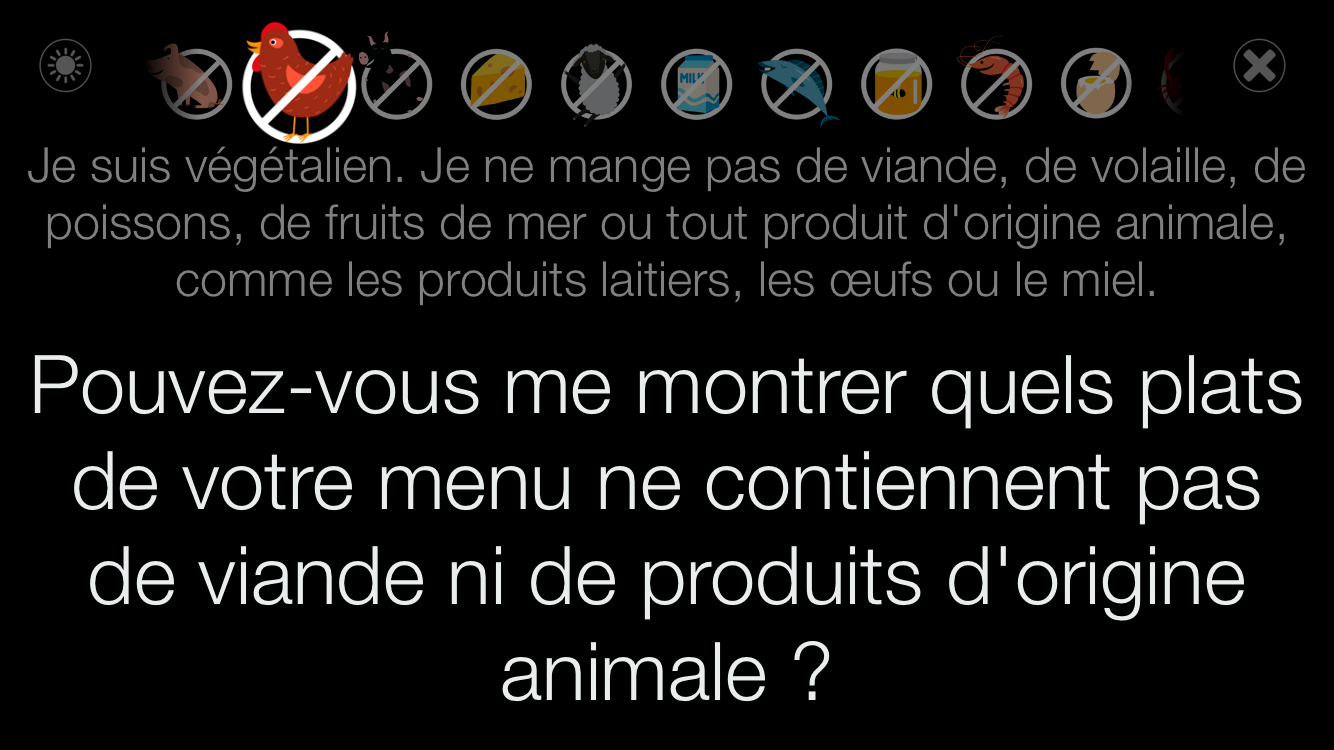 MILK
Je suis végétalien. Je ne mange pas de viande, de volaille, de
poissons, de fruits de mer ou tout produit d'origine animale,
comme les produits laitiers, les œufs ou le miel.
Pouvez-vous me montrer quels plats
de votre menu ne contiennent pas
de viande ni de produits d'origine
animale ?